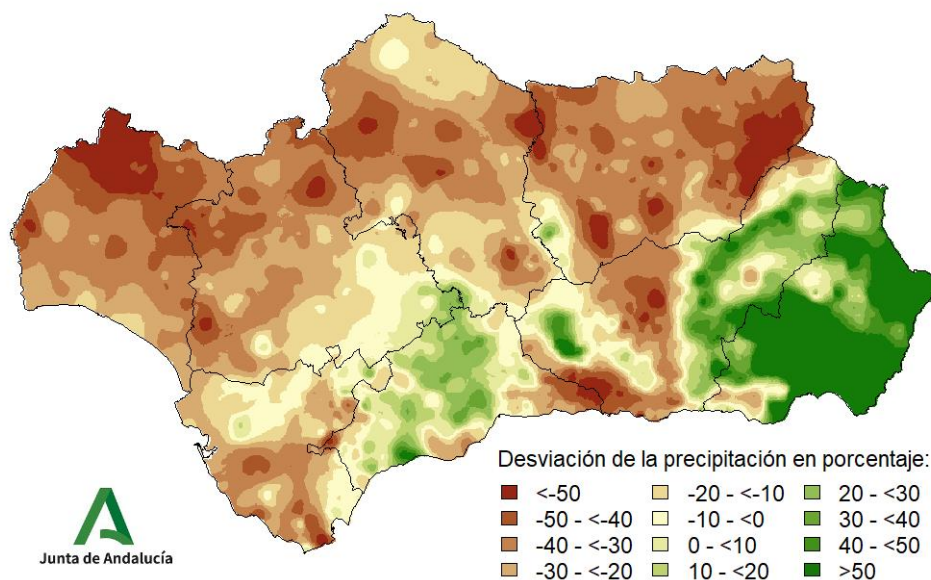 Desviación de la precipitación en porcentaje:
<-50
-50 - <-40
-40 - <-30
-30 - <-20
-20 - <-10
-10 - <0
0 - <10
10 - <20
20 - <30
30 - <40
40 - <50
>50
Junta de Andalucía